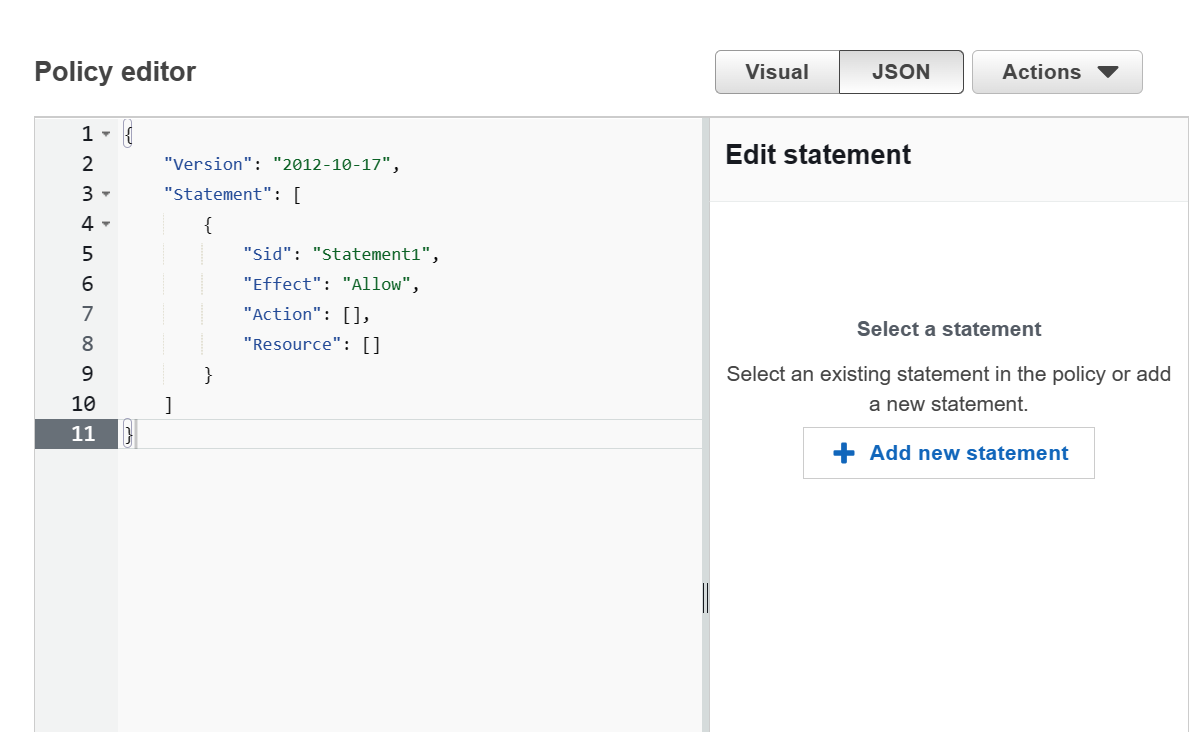 Policy editor
Visual
JSON
Actions
1 {
2 "Version": "2012-10-17",
3 "Statement": [
4 {
5 "Sid": "Statement1",
6 "Effect": "Allow",
7 "Action": [],
8 "Resource": []
9 }
10 ]
11 }
Edit statement
Select a statement
Select an existing statement in the policy or add
a new statement.
Add new statement